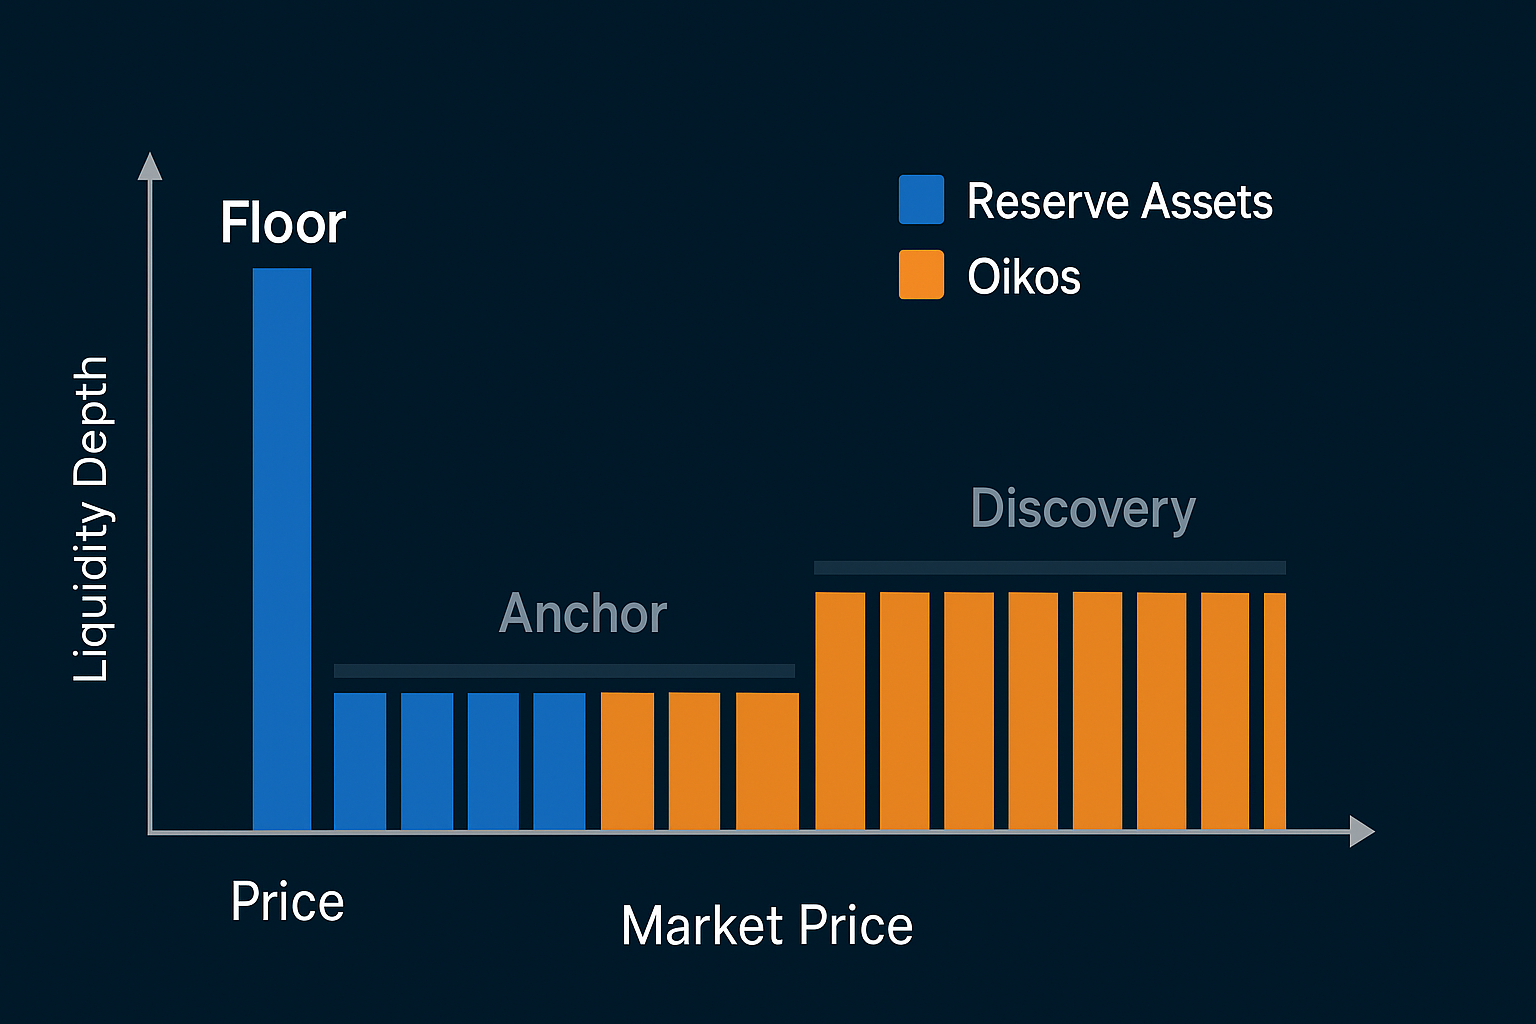 Floor
Reserve Assets
Oikos
Liquidity Depth
Discovery
Anchor
Price
Market Price